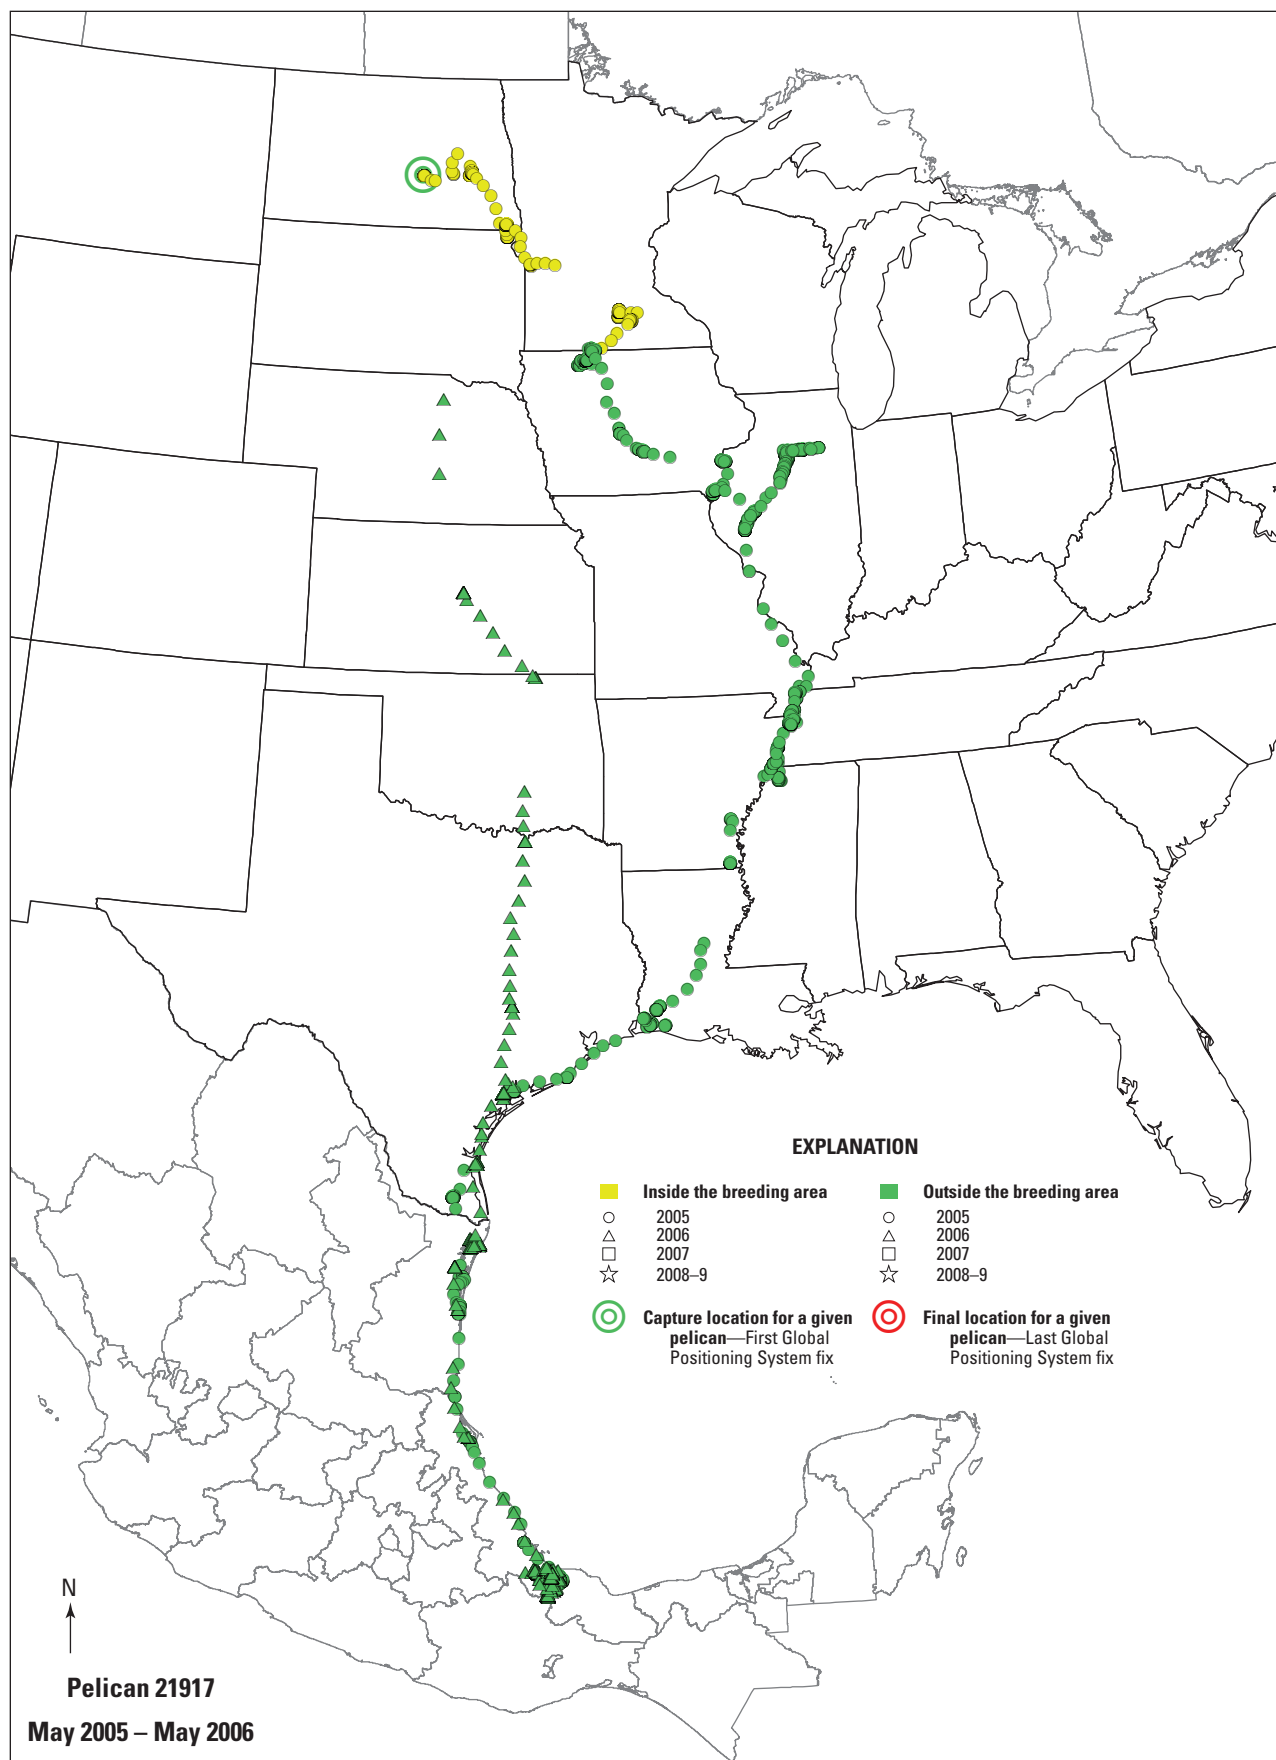 EXPLANATION
Inside the breeding area
2005
2006
2007
2008–9
Capture location for a given
pelican—First Global
Positioning System fix
Outside the breeding area
2005
2006
2007
2008–9
Final location for a given
pelican—Last Global
Positioning System fix
N
Pelican 21917
May 2005 – May 2006